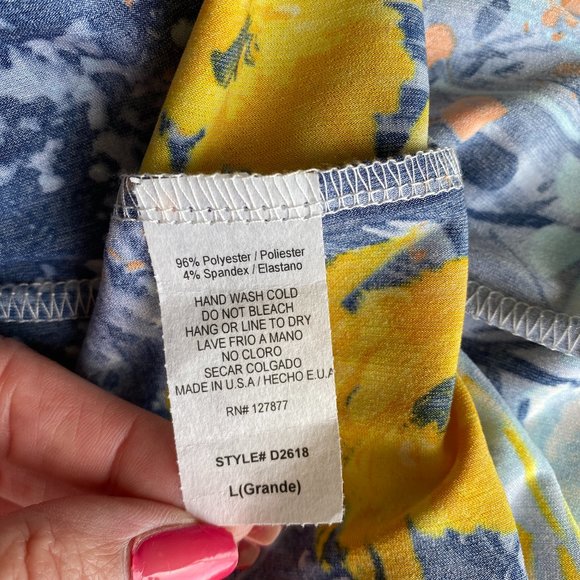 96% Polyester / Poliester
4% Spandex / Elastano
HAND WASH COLD
DO NOT BLEACH
HANG OR LINE TO DRY
LAVE FRIO A MANO
NO CLORO
SECAR COLGADO
MADE IN U.S.A / HECHO E.U.A
RN# 127877
STYLE# D2618
L(Grande)